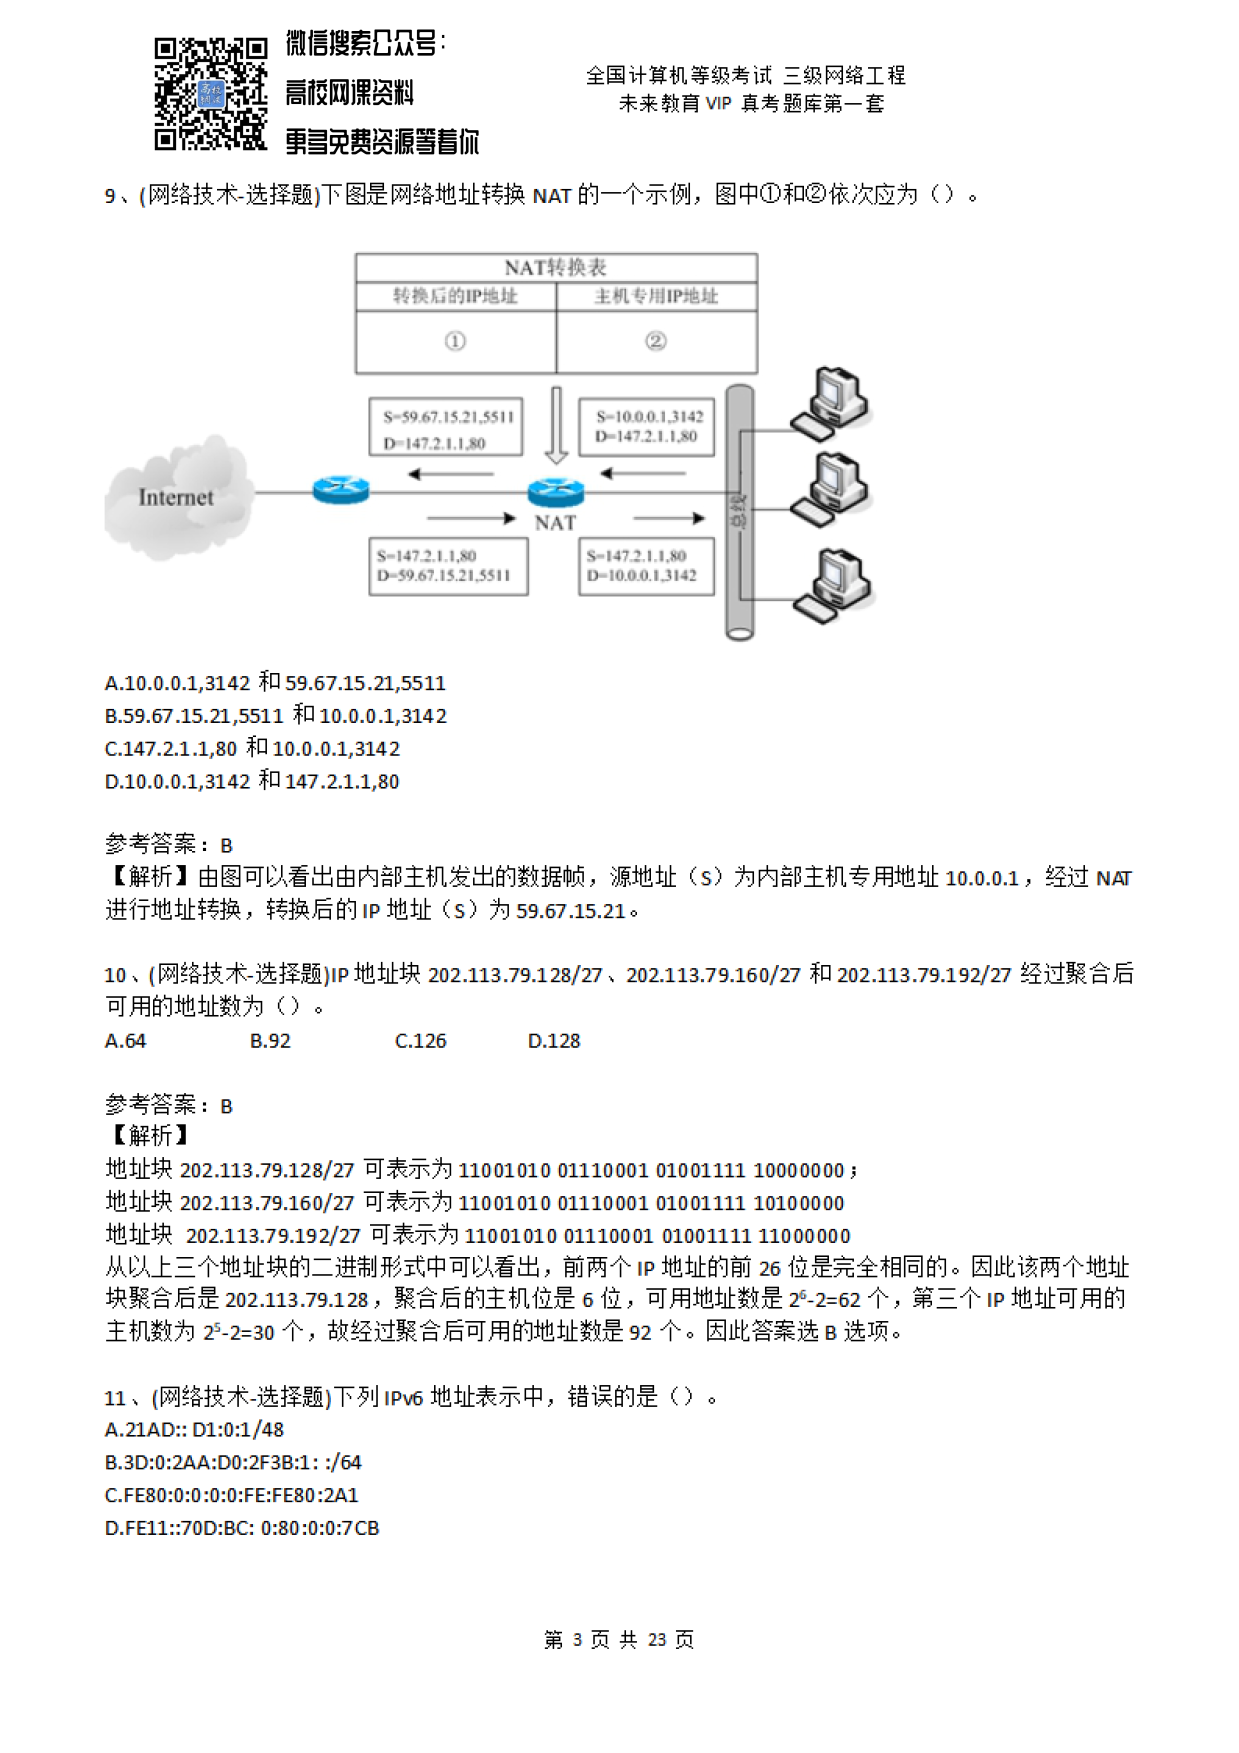 微信搜索公众号：
高校网课资料
更多免费资源等着你
高校
网课
全国计算机等级考试 三级网络工程
未来教育 VIP 真考题库第一套
9、(网络技术-选择题)下图是网络地址转换 NAT 的一个示例，图中①和②依次应为（）。
NAT转换表
转换后的IP地址 主机专用IP地址
① ②
S=59.67.15.21,5511
D=147.2.1.1,80
S=10.0.0.1,3142
D=147.2.1.1,80
Internet
NAT
总线
S=147.2.1.1,80
D=59.67.15.21,5511
S=147.2.1.1,80
D=10.0.0.1,3142
A.10.0.0.1,3142 和 59.67.15.21,5511
B.59.67.15.21,5511 和 10.0.0.1,3142
C.147.2.1.1,80 和 10.0.0.1,3142
D.10.0.0.1,3142 和 147.2.1.1,80
参考答案：B
【解析】由图可以看出由内部主机发出的数据帧，源地址（S）为内部主机专用地址 10.0.0.1，经过 NAT
进行地址转换，转换后的 IP 地址（S）为 59.67.15.21。
10、(网络技术-选择题)IP 地址块 202.113.79.128/27、202.113.79.160/27 和 202.113.79.192/27 经过聚合后
可用的地址数为（）。
A.64 B.92 C.126 D.128
参考答案：B
【解析】
地址块 202.113.79.128/27 可表示为 11001010 01110001 01001111 10000000；
地址块 202.113.79.160/27 可表示为 11001010 01110001 01001111 10100000
地址块 202.113.79.192/27 可表示为 11001010 01110001 01001111 11000000
从以上三个地址块的二进制形式中可以看出，前两个 IP 地址的前 26 位是完全相同的。因此该两个地址
块聚合后是 202.113.79.128，聚合后的主机位是 6 位，可用地址数是 2⁶-2=62 个，第三个 IP 地址可用的
主机数为 2⁵-2=30 个，故经过聚合后可用的地址数是 92 个。因此答案选 B 选项。
11、(网络技术-选择题)下列 IPv6 地址表示中，错误的是（）。
A.21AD:: D1:0:1/48
B.3D:0:2AA:D0:2F3B:1: :/64
C.FE80:0:0:0:0:FE:FE80:2A1
D.FE11::70D:BC: 0:80:0:0:7CB
第 3 页 共 23 页